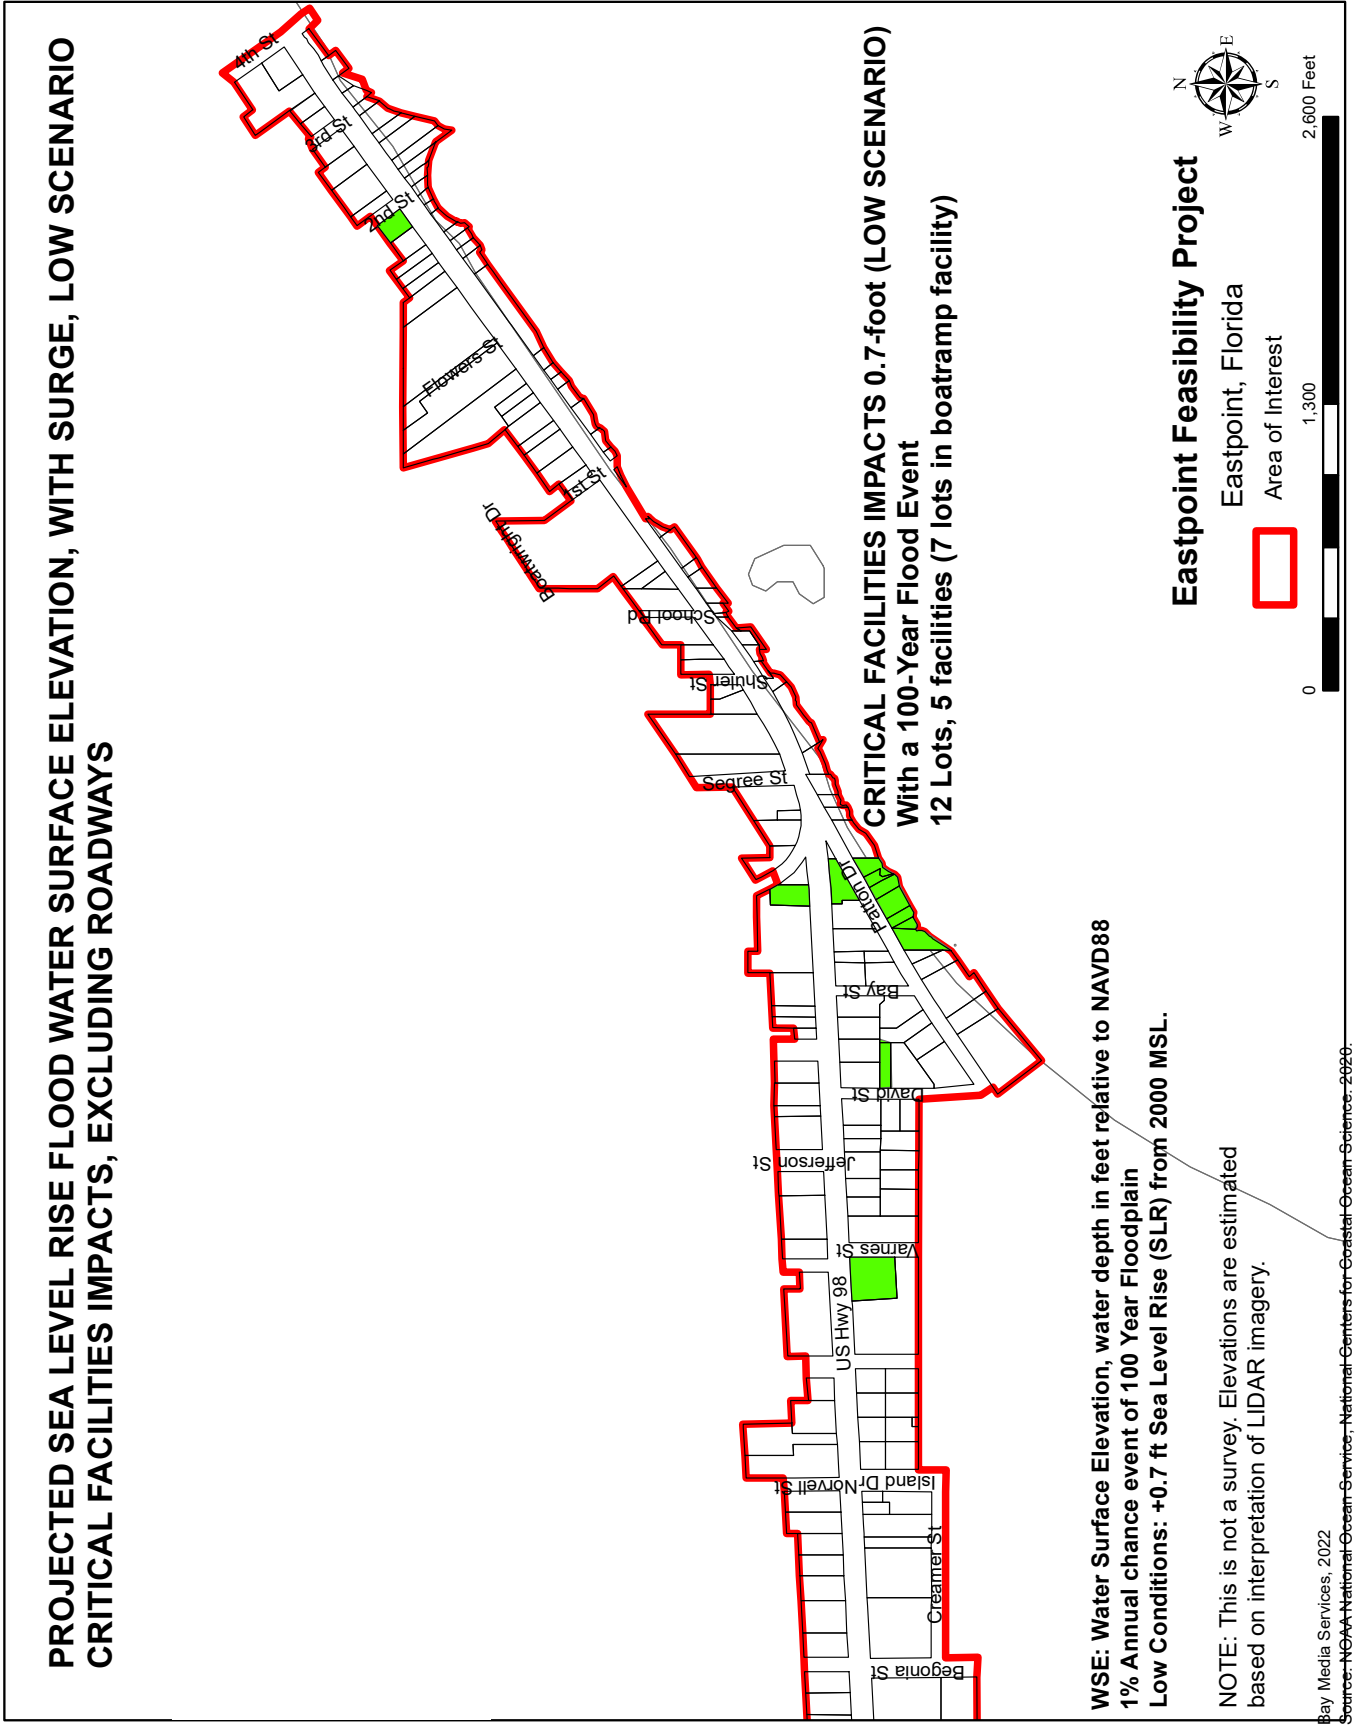 PROJECTED SEA LEVEL RISE FLOOD WATER SURFACE ELEVATION, WITH SURGE, LOW SCENARIO
CRITICAL FACILITIES IMPACTS, EXCLUDING ROADWAYS
4th St
3rd St
2nd St
Flowers St
1st St
Boatwright Dr
School Rd
Shuler St
Segree St
Patton Dr
Bay St
David St
Jefferson St
Varnes St
US Hwy 98
Island Dr
Norvell St
Creamer St
Begonia St
CRITICAL FACILITIES IMPACTS 0.7-foot (LOW SCENARIO)
With a 100-Year Flood Event
12 Lots, 5 facilities (7 lots in boatramp facility)
WSE: Water Surface Elevation, water depth in feet relative to NAVD88
1% Annual chance event of 100 Year Floodplain
Low Conditions: +0.7 ft Sea Level Rise (SLR) from 2000 MSL.
NOTE: This is not a survey. Elevations are estimated
based on interpretation of LIDAR imagery.
Eastpoint Feasibility Project
Eastpoint, Florida
Area of Interest
N
E
S
W
0
1,300
2,600 Feet
Bay Media Services, 2022
Source: NOAA National Ocean Service, National Centers for Coastal Ocean Science. 2020.